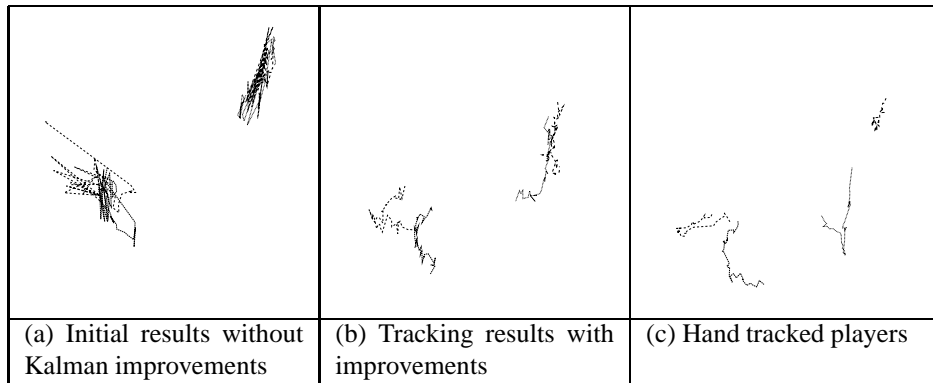 (a) Initial results without
Kalman improvements
(b) Tracking results with
improvements
(c) Hand tracked players